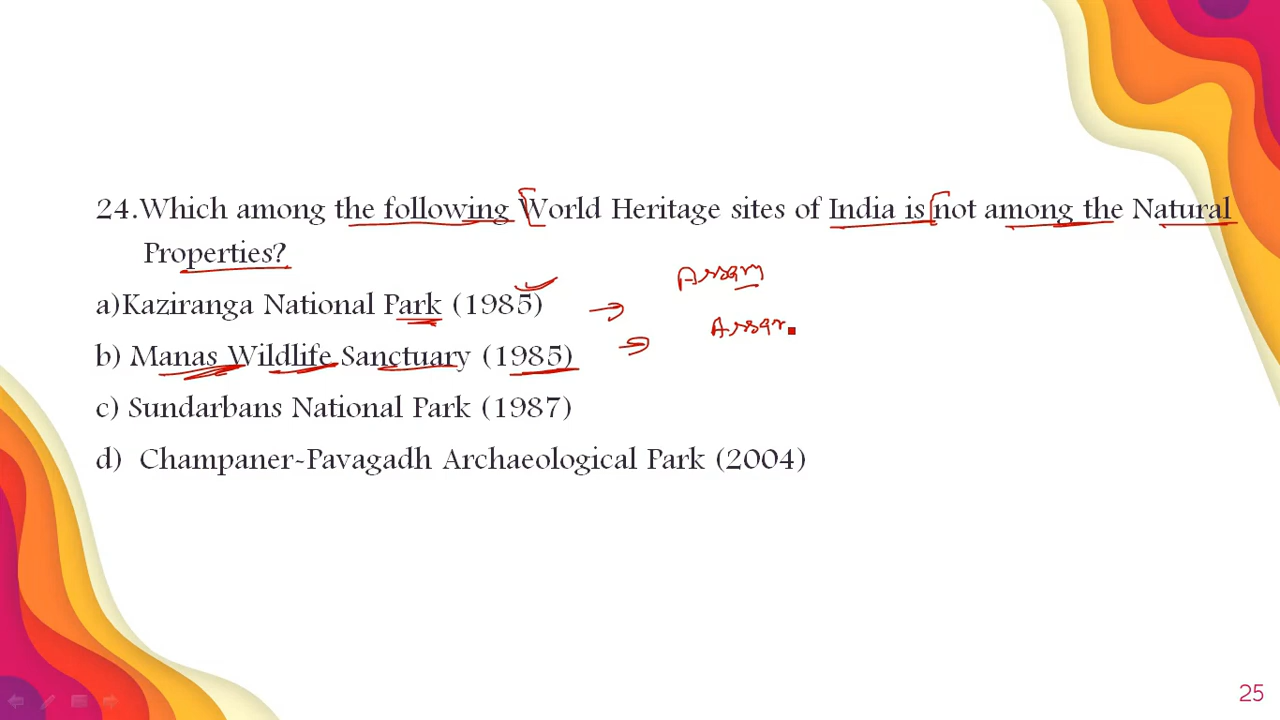 24.Which among the following World Heritage sites of India is not among the Natural
Properties?
Assam
a)Kaziranga National Park (1985)
Assam
b) Manas Wildlife Sanctuary (1985)
c) Sundarbans National Park (1987)
d) Champaner-Pavagadh Archaeological Park (2004)
25